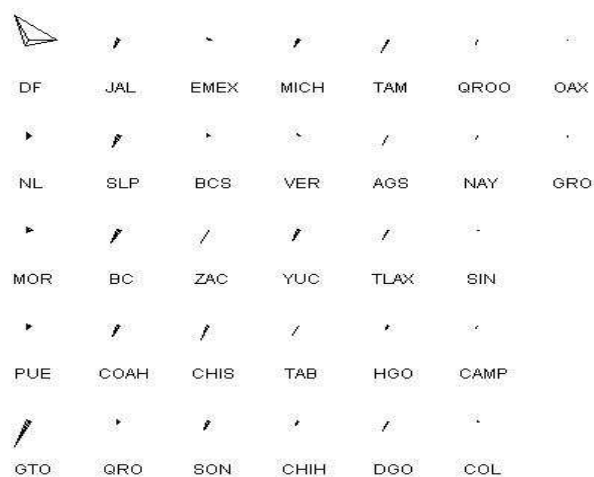 DF JAL EMEX MICH TAM QROO OAX
NL SLP BCS VER AGS NAY GRO
MOR BC ZAC YUC TLAX SIN
PUE COAH CHIS TAB HGO CAMP
GTO QRO SON CHIH DGO COL